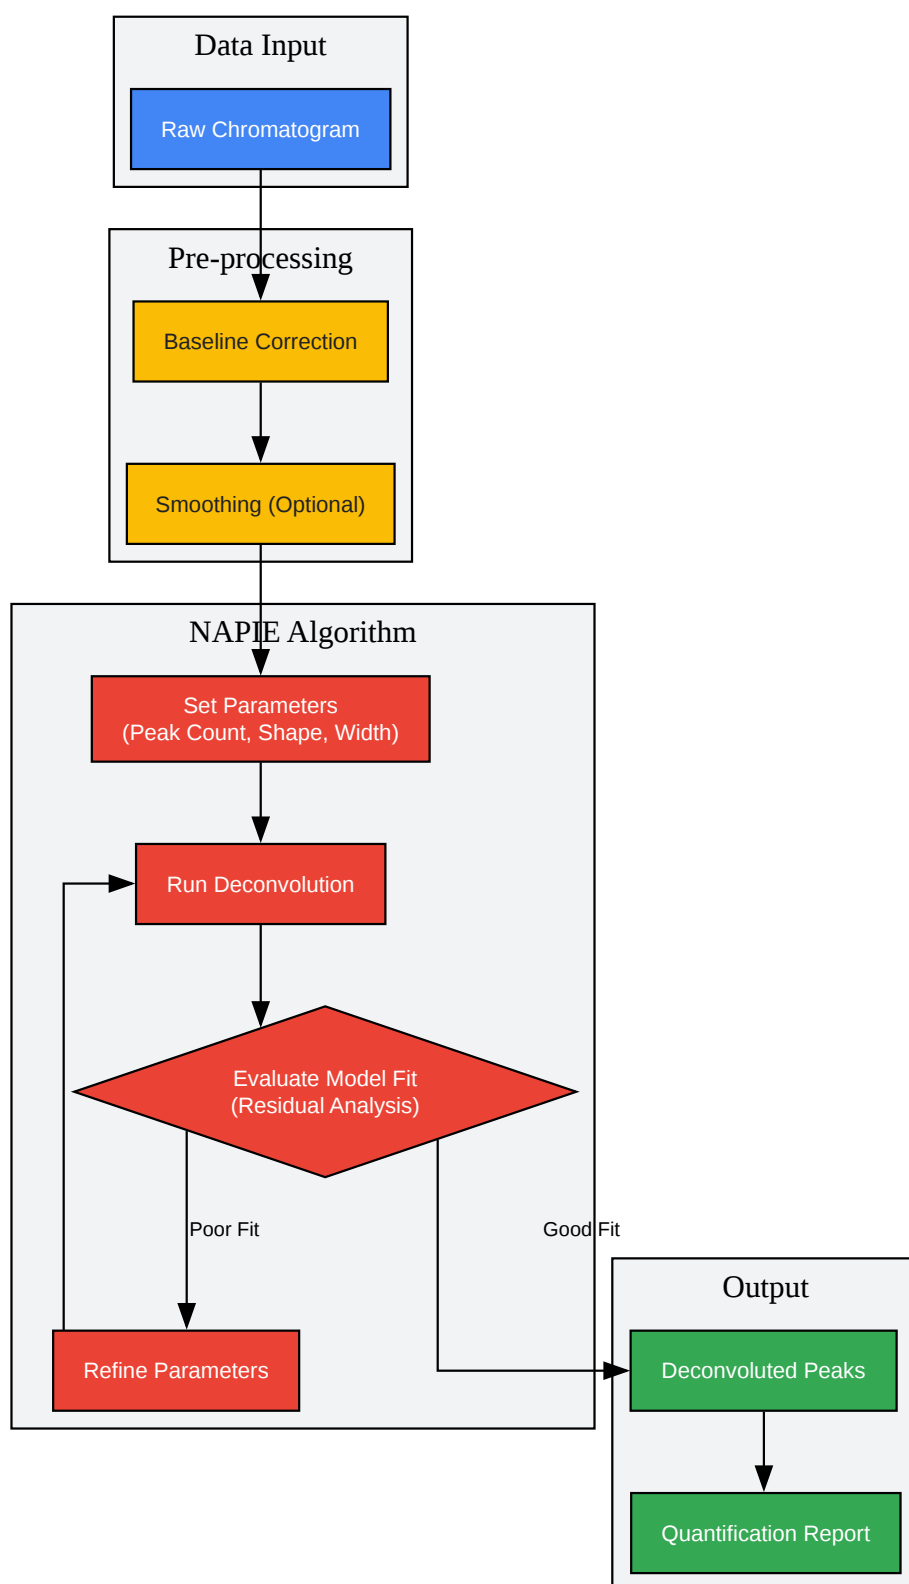 Data Input
Raw Chromatogram
Pre-processing
Baseline Correction
Smoothing (Optional)
NAPIE Algorithm
Set Parameters
(Peak Count, Shape, Width)
Run Deconvolution
Evaluate Model Fit
(Residual Analysis)
Poor Fit
Good Fit
Refine Parameters
Output
Deconvoluted Peaks
Quantification Report